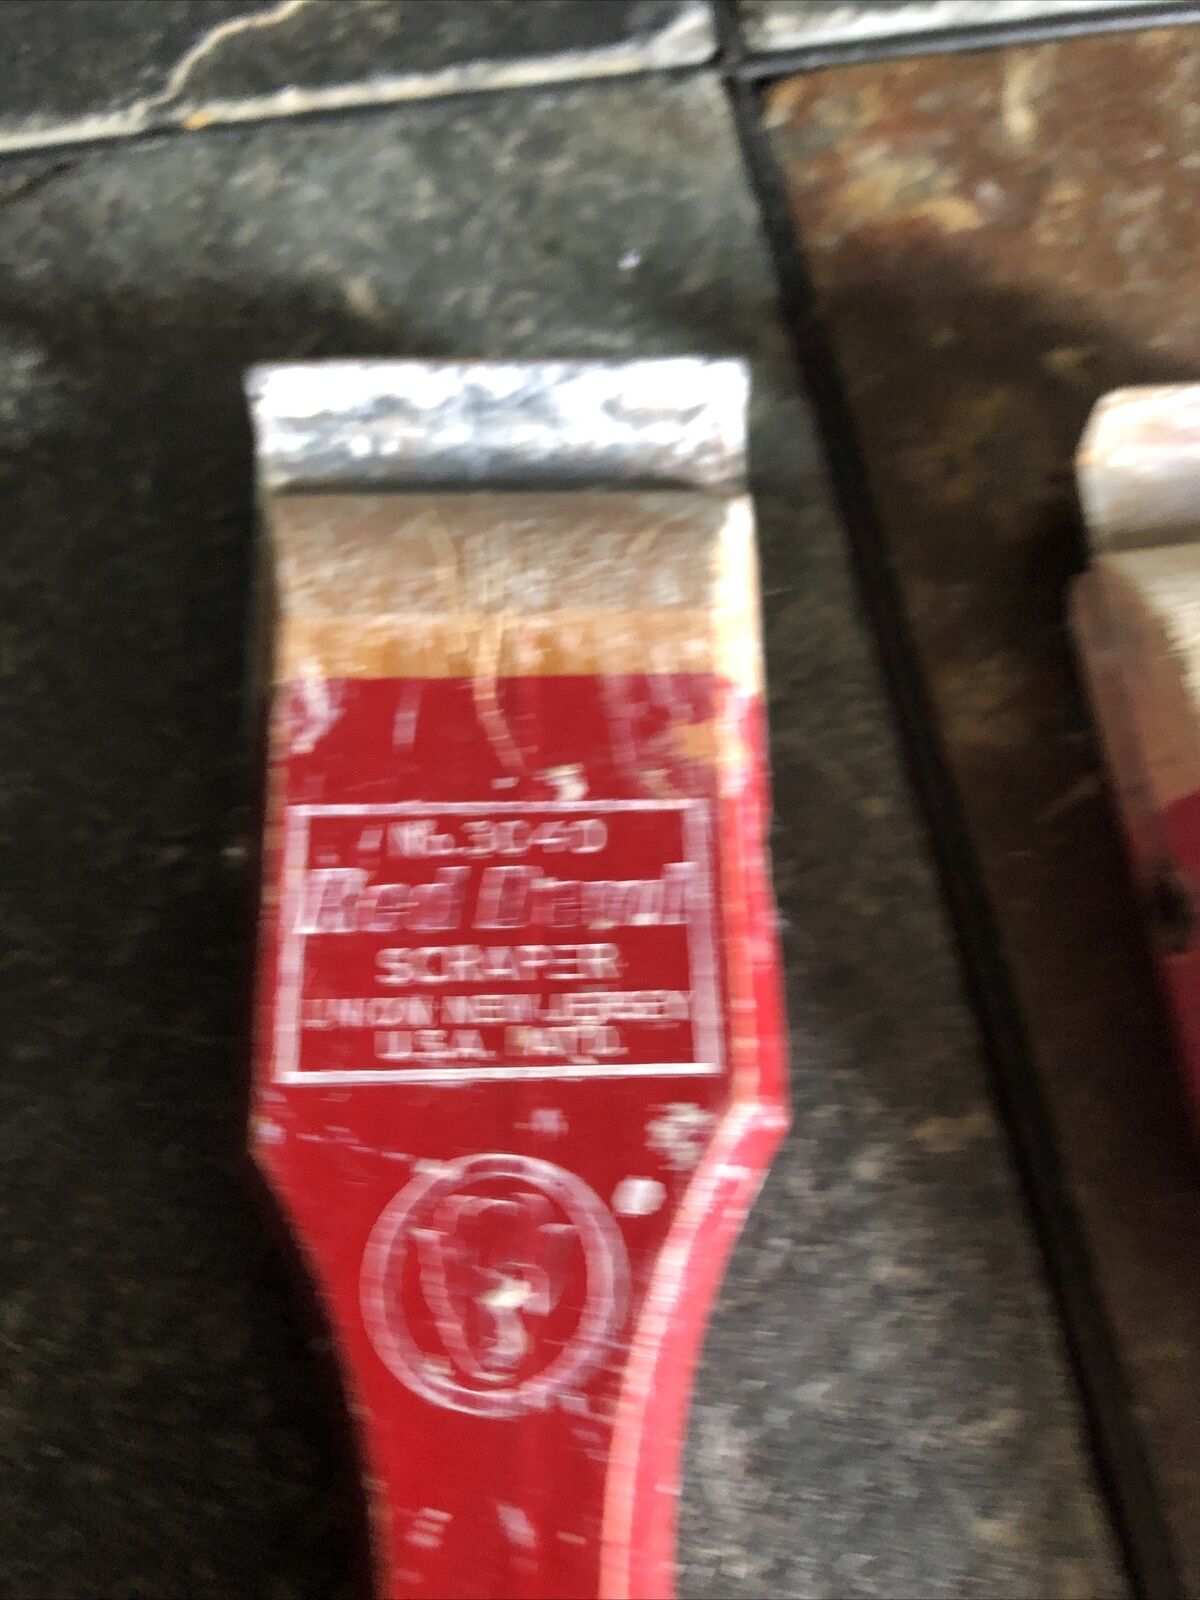 No. 3040
Red Devil
SCRAPER
UNION NEW JERSEY
U.S.A. PAT'D.